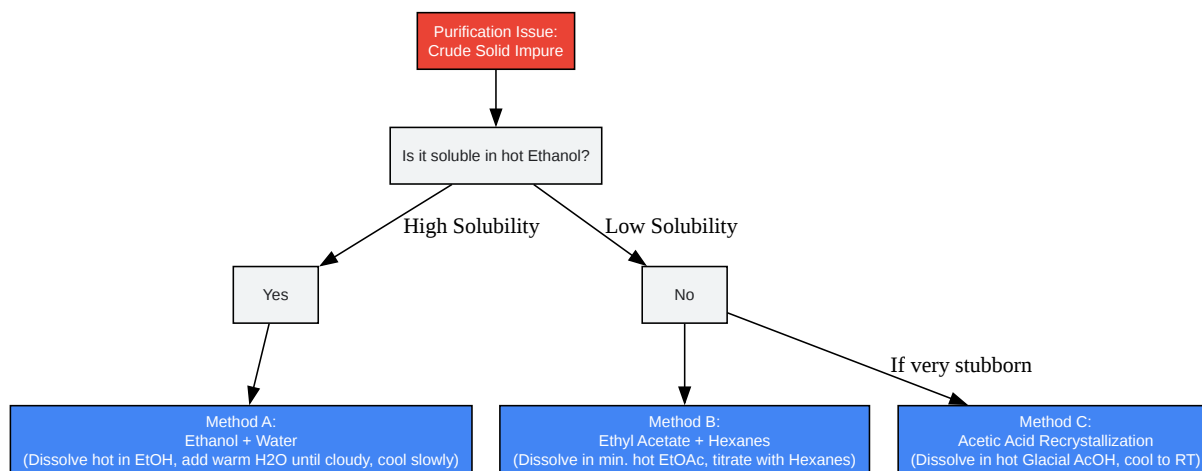 Purification Issue:
Crude Solid Impure
Is it soluble in hot Ethanol?
High Solubility
Low Solubility
Yes
No
If very stubborn
Method A:
Ethanol + Water
(Dissolve hot in EtOH, add warm H2O until cloudy, cool slowly)
Method B:
Ethyl Acetate + Hexanes
(Dissolve in min. hot EtOAc, titrate with Hexanes)
Method C:
Acetic Acid Recrystallization
(Dissolve in hot Glacial AcOH, cool to RT)